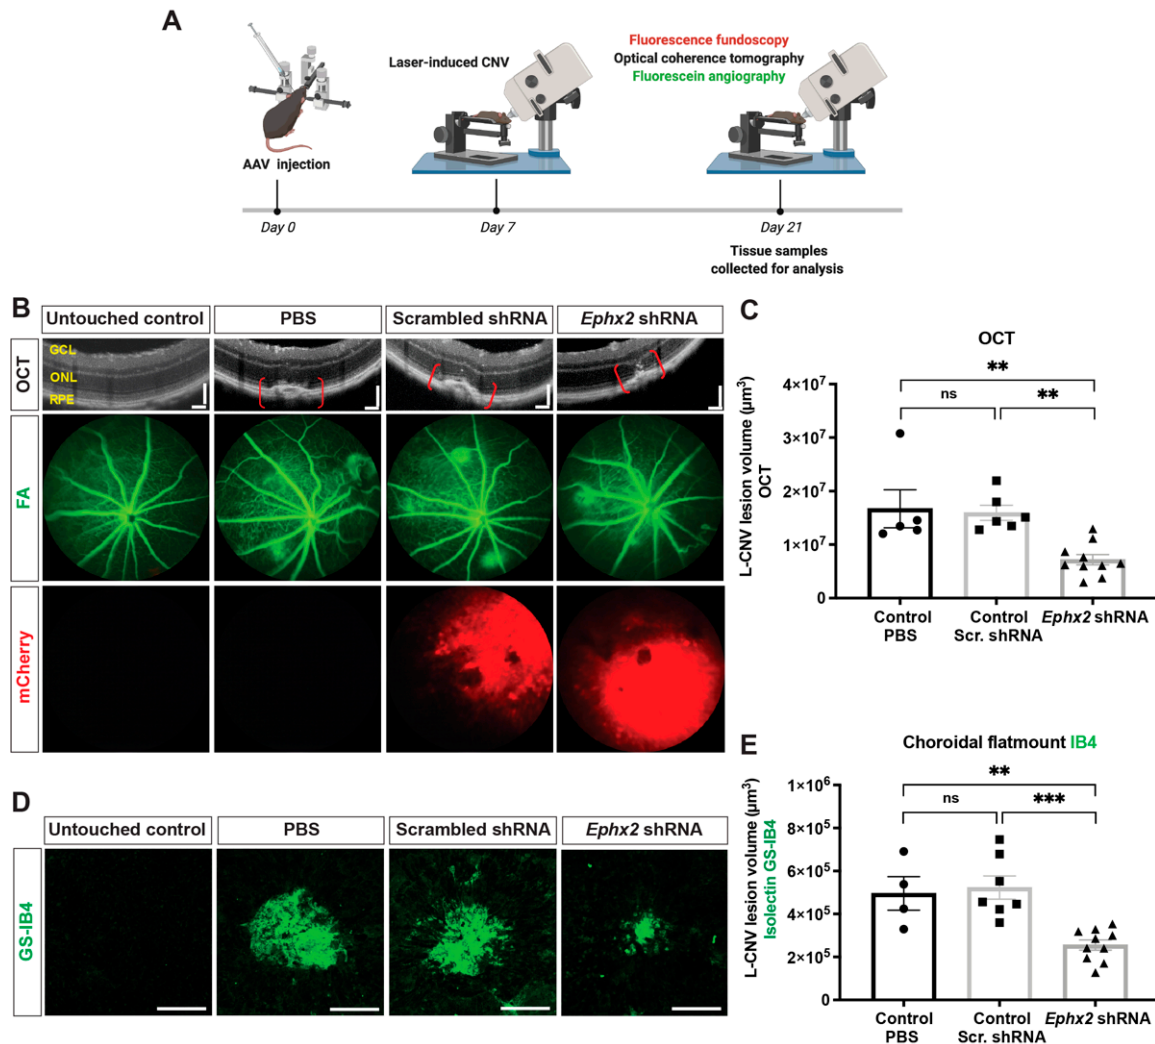 A
AAV injection
Laser-induced CNV
Fluorescence fundoscopy
Optical coherence tomography
Fluorescein angiography
Day 0
Day 7
Day 21
Tissue samples
collected for analysis
B
Untouched control
PBS
Scrambled shRNA
Ephx2 shRNA
OCT
GCL
ONL
RPE
FA
mCherry
C
OCT
**
ns
**
L-CNV lesion volume (µm³)
OCT
4×10⁷
3×10⁷
2×10⁷
1×10⁷
0
Control
PBS
Control
Scr. shRNA
Ephx2 shRNA
D
Untouched control
PBS
Scrambled shRNA
Ephx2 shRNA
GS-IB4
E
Choroidal flatmount IB4
**
ns
***
L-CNV lesion volume (µm³)
Isolectin GS-IB4
1×10⁶
8×10⁵
6×10⁵
4×10⁵
2×10⁵
0
Control
PBS
Control
Scr. shRNA
Ephx2 shRNA